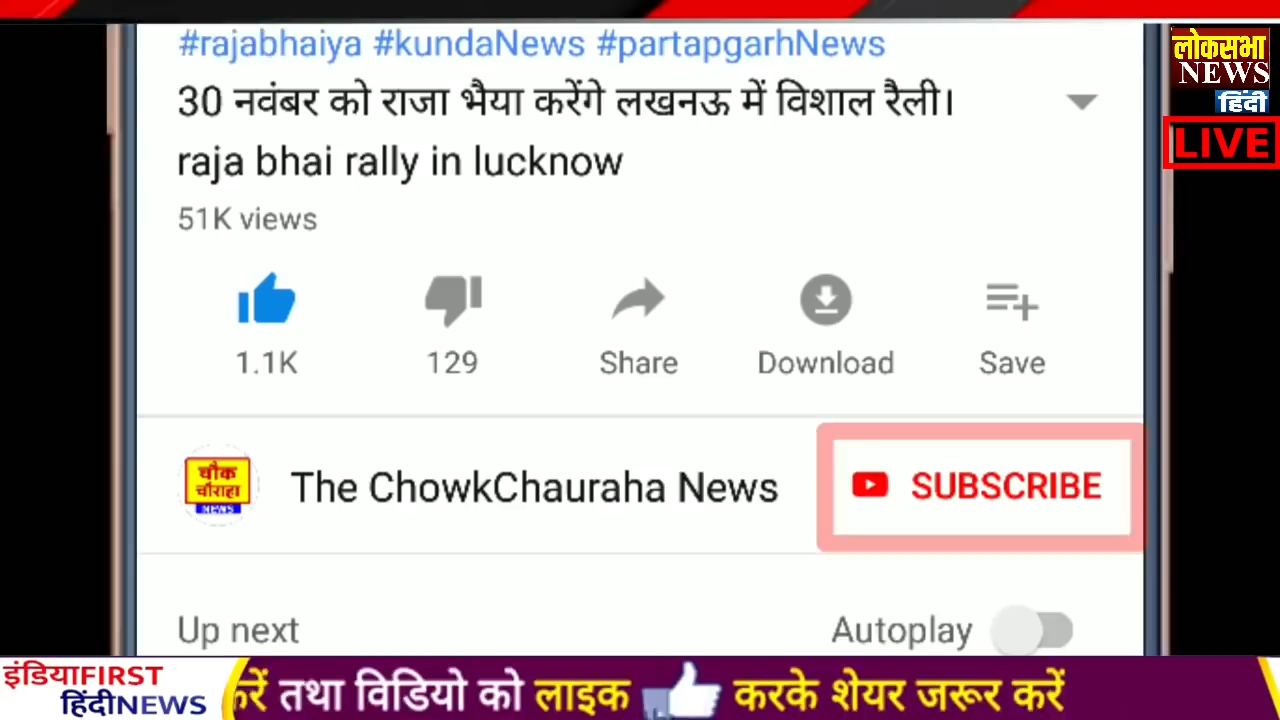 #rajabhaiya #kundaNews #partapgarhNews
30 नवंबर को राजा भैया करेंगे लखनऊ में विशाल रैली।
raja bhai rally in lucknow
51K views
1.1K 129 Share Download Save
चौक
चौराहा
NEWS
The ChowkChauraha News
SUBSCRIBE
Up next Autoplay
लोकसभा
NEWS
हिंदी
LIVE
इंडियाFIRST
हिंदीNEWS
तथा विडियो को लाइक करके शेयर जरूर करें